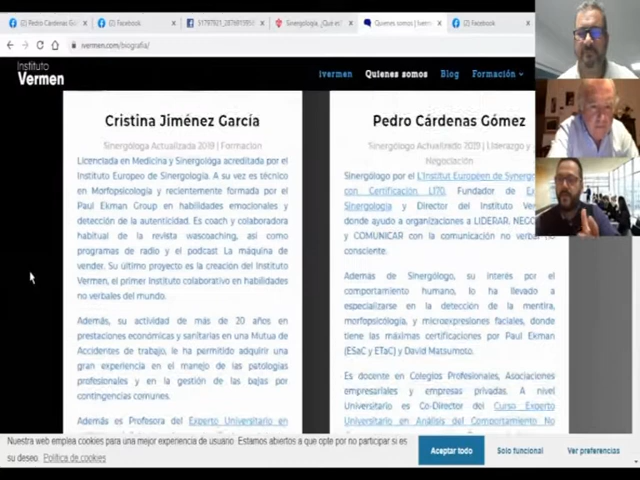 (2) Pedro Cárdenas Gó
(2) Facebook
Sinergología. ¿Qué es?
Quienes somos | Iverm
(2) Facebook
ivermen.com/biografia/
Instituto
Vermen
ivermen
Quienes somos
Blog
Formación
Cristina Jiménez García
Sinergóloga Actualizada 2019 | Formacion
Licenciada en Medicina y Sinergológa acreditada por el
Instituto Europeo de Sinergología. A su vez es técnico
en Morfopsicología y recientemente formada por el
Paul Ekman Group en habilidades emocionales y
detección de la autenticidad. Es coach y colaboradora
habitual de la revista wascoaching, así como
programas de radio y el podcast La máquina de
vender. Su último proyecto es la creación del Instituto
Vermen, el primer Instituto colaborativo en habilidades
no verbales del mundo.
Además, su actividad de más de 20 años en
prestaciones económicas y sanitarias en una Mutua de
Accidentes de trabajo, le ha permitido adquirir una
gran experiencia en el manejo de las patologías
profesionales y en la gestión de las bajas por
contingencias comunes.
Además es Profesora del Experto Universitario en
Pedro Cárdenas Gómez
Sinergólogo Actualizado | Liderazgo y
Negociación
Sinergólogo por el L'Institut Européen de Synerg
con Certificación L170. Fundador de E
Sinergología y Director del Instituto Ve
donde ayudo a organizaciones a LIDERAR, NEG
y COMUNICAR con la comunicación no verbal
consciente.
Además de Sinergólogo, su interés por el
comportamiento humano, lo ha llevado a
especializarse en la detección de la mentira,
morfopsicología, y microexpresiones faciales, donde
tiene las máximas certificaciones por Paul Ekman
(ESaC y ETaC) y David Matsumoto.
Es docente en Colegios Profesionales, Asociaciones
empresariales y empresas privadas. A nivel
Universitario es Co-Director del Curso Experto
Universitario en Análisis del Comportamiento No
Nuestra web emplea cookies para una mejor experiencia de usuario. Estamos abiertos a que opte por no participar si es
su deseo. Política de cookies
Aceptar todo
Solo funcional
Ver preferencias